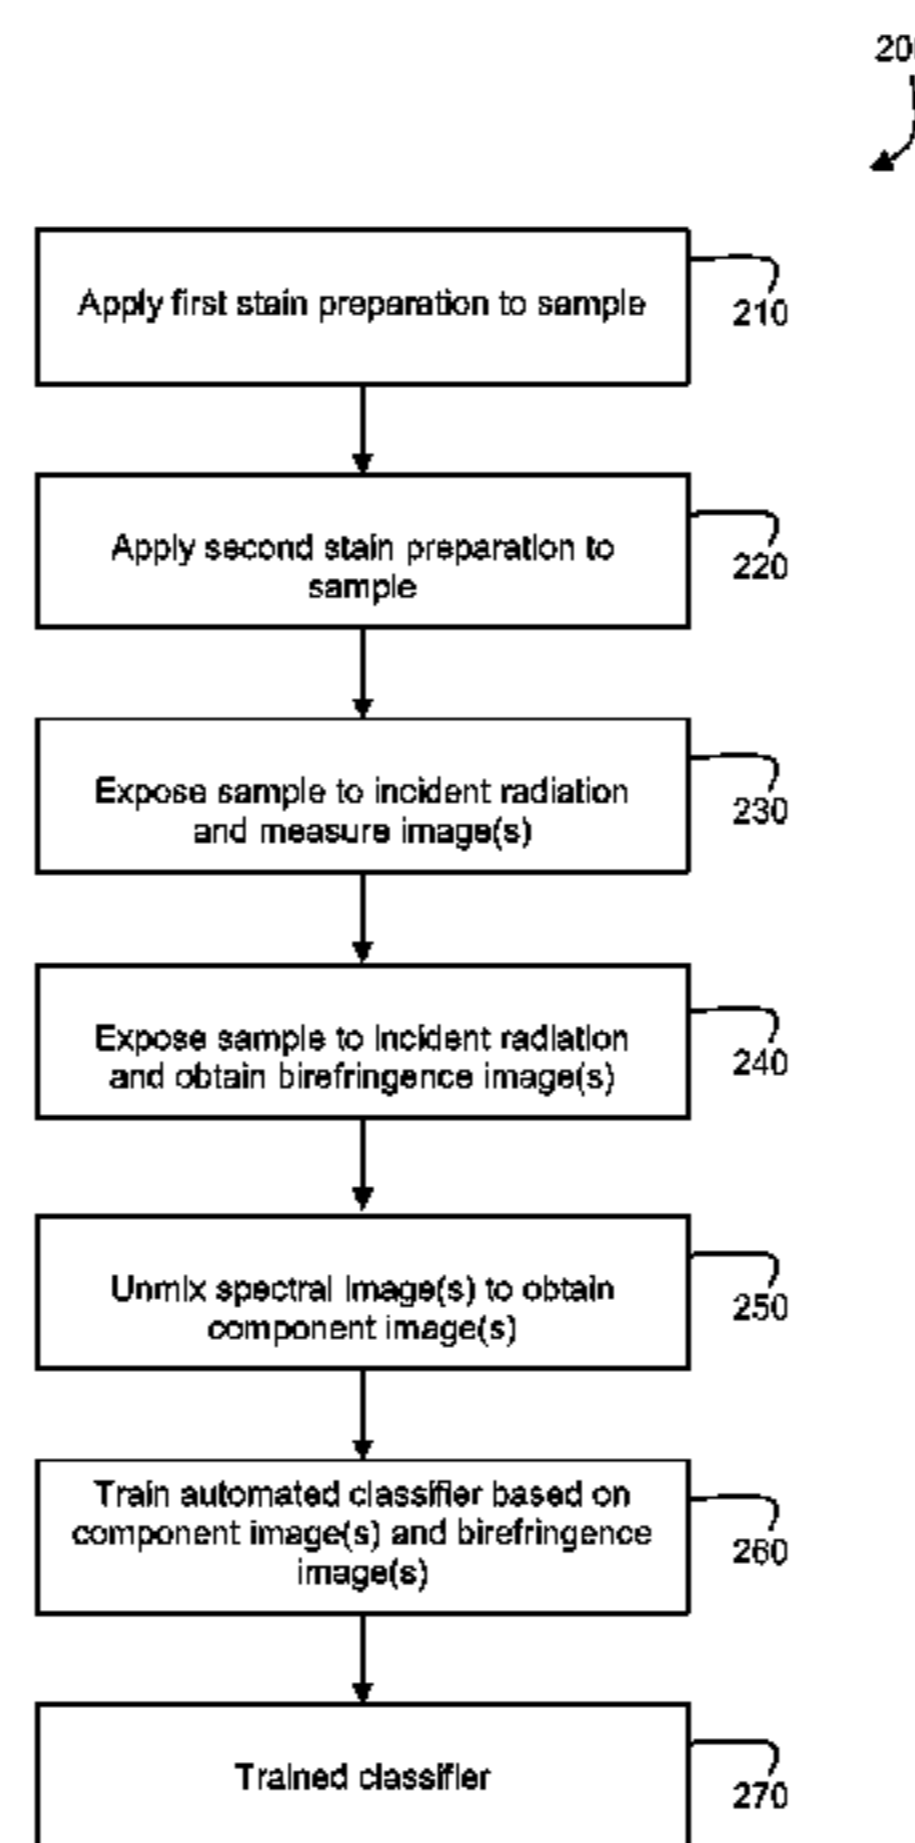 Apply first stain preparation to sample
210
Apply second stain preparation to
sample
220
Expose sample to incident radiation
and measure image(s)
230
Expose sample to incident radiation
and obtain birefringence image(s)
240
Unmix spectral image(s) to obtain
component image(s)
250
Train automated classifier based on
component image(s) and birefringence
image(s)
260
Trained classifier
270